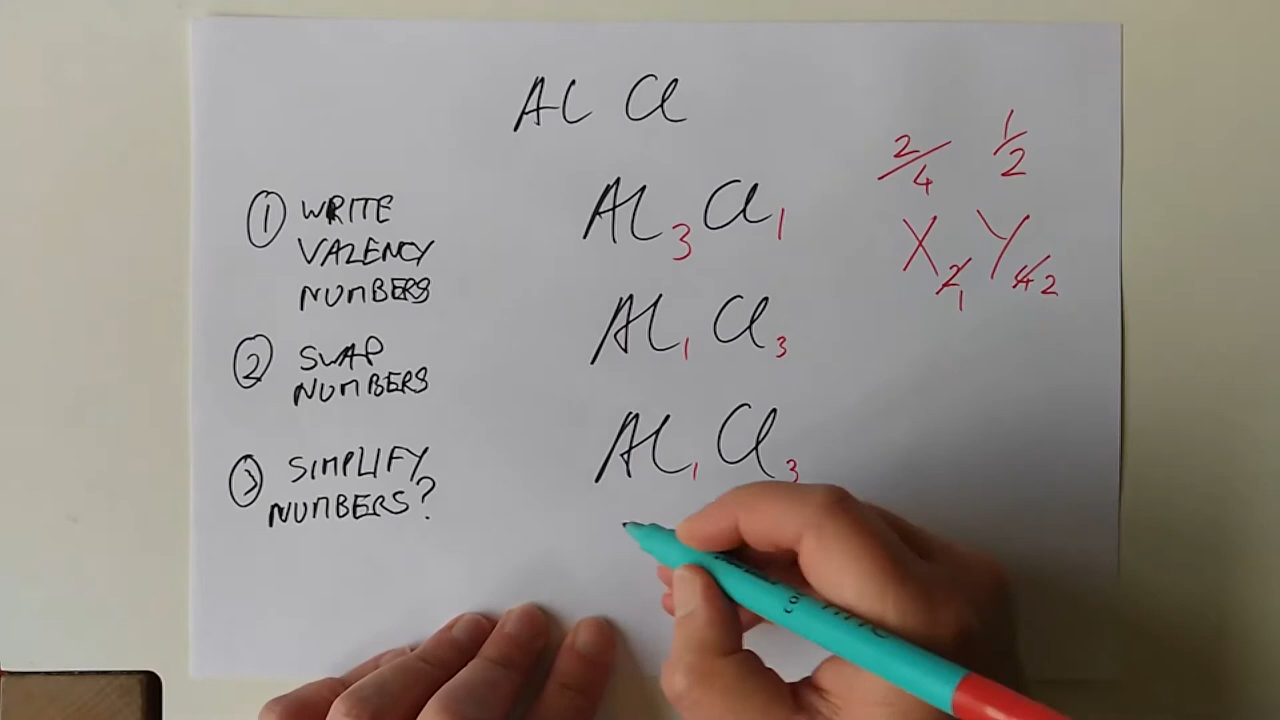 Al Cl
① WRITE
VALENCY
NUMBERS
② SWAP
NUMBERS
③ SIMPLIFY
NUMBERS?
Al₃ Cl₁
Al₁ Cl₃
Al₁ Cl₃
2/4 1/2
X₂ ₁ Y₄ ₂